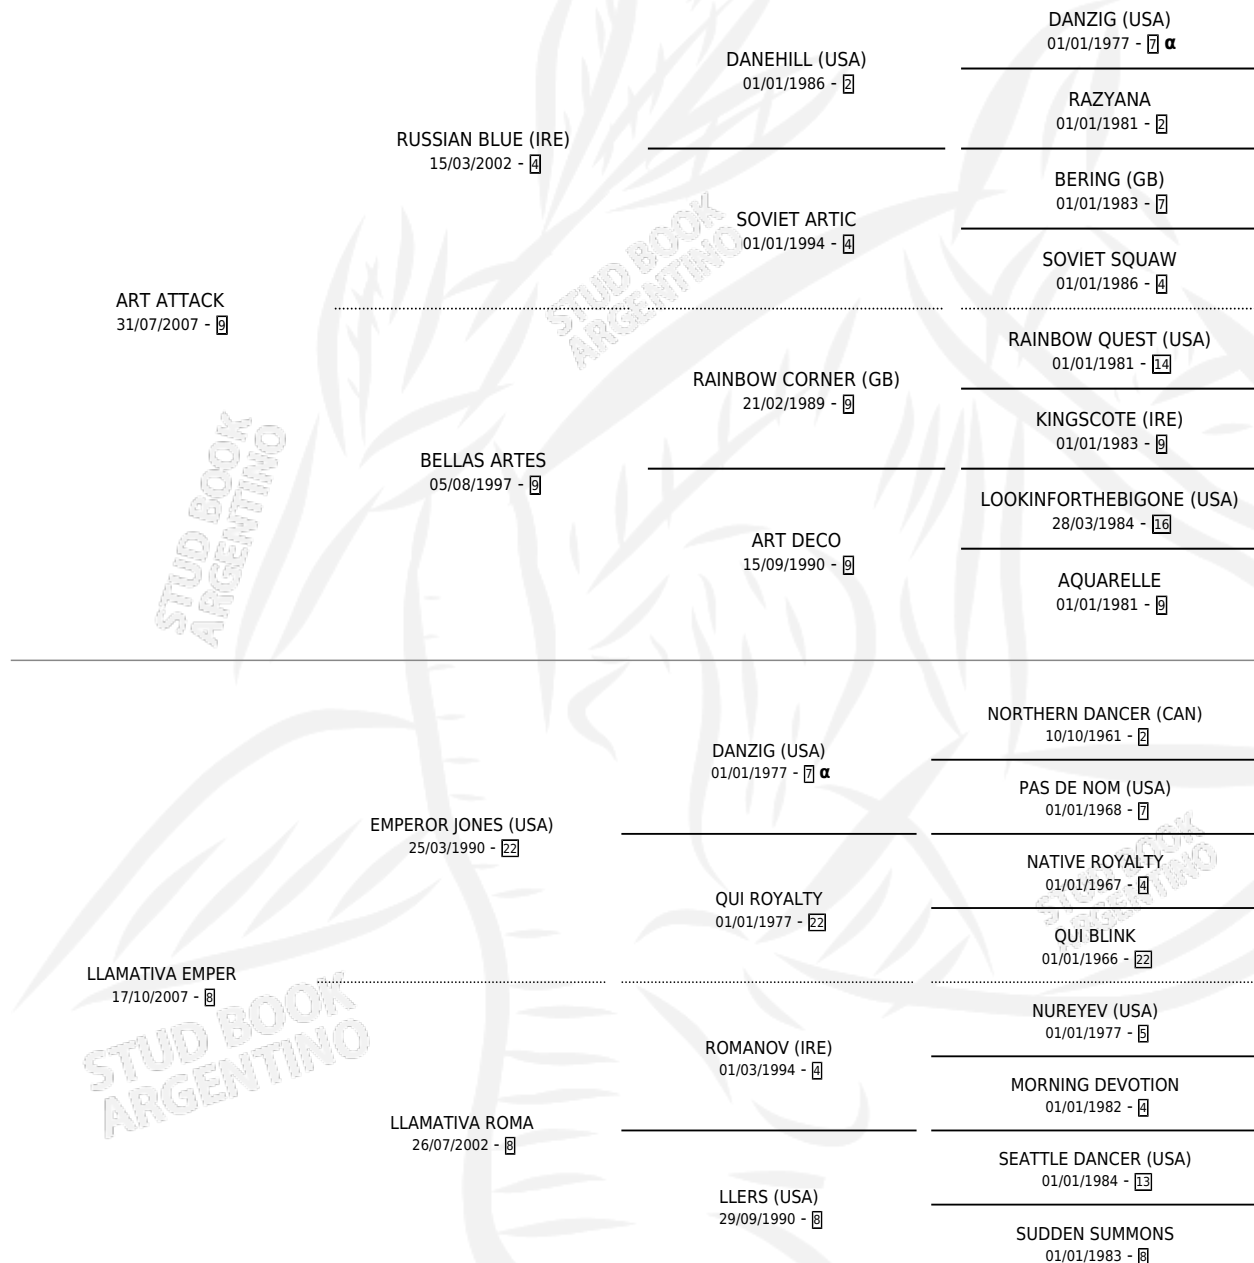 DANZIG (USA)
01/01/1977 - 7 α
DANEHILL (USA)
01/01/1986 - 2
RAZYANA
01/01/1981 - 2
RUSSIAN BLUE (IRE)
15/03/2002 - 4
BERING (GB)
01/01/1983 - 7
SOVIET ARTIC
01/01/1994 - 4
SOVIET SQUAW
01/01/1986 - 4
ART ATTACK
31/07/2007 - 9
RAINBOW QUEST (USA)
01/01/1981 - 14
RAINBOW CORNER (GB)
21/02/1989 - 9
KINGSCOTE (IRE)
01/01/1983 - 9
BELLAS ARTES
05/08/1997 - 9
LOOKINFORTHEBIGONE (USA)
28/03/1984 - 16
ART DECO
15/09/1990 - 9
AQUARELLE
01/01/1981 - 9
STUD BOOK
ARGENTINO
STUD BOOK
ARGENTINO
NORTHERN DANCER (CAN)
10/10/1961 - 2
DANZIG (USA)
01/01/1977 - 7 α
PAS DE NOM (USA)
01/01/1968 - 7
EMPEROR JONES (USA)
25/03/1990 - 22
NATIVE ROYALTY
01/01/1967 - 4
QUI ROYALTY
01/01/1977 - 22
QUI BLINK
01/01/1966 - 22
LLAMATIVA EMPER
17/10/2007 - 8
NUREYEV (USA)
01/01/1977 - 5
ROMANOV (IRE)
01/03/1994 - 4
MORNING DEVOTION
01/01/1982 - 4
LLAMATIVA ROMA
26/07/2002 - 8
SEATTLE DANCER (USA)
01/01/1984 - 13
LLERS (USA)
29/09/1990 - 8
SUDDEN SUMMONS
01/01/1983 - 8
STUD BOOK
ARGENTINO
STUD BOOK
ARGENTINO